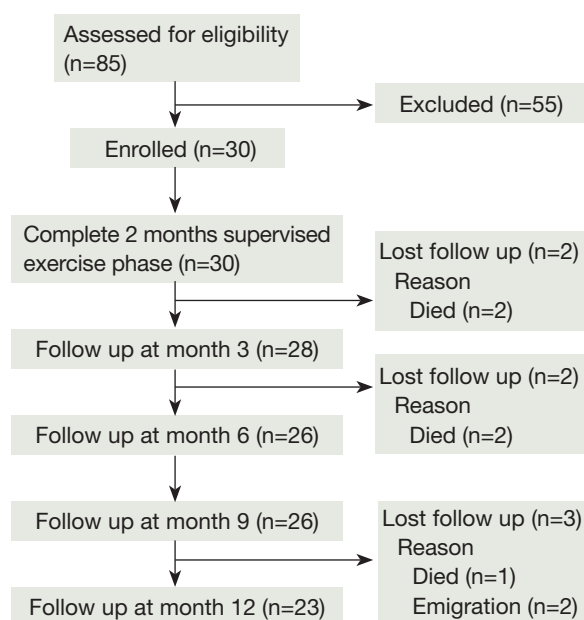 Assessed for eligibility
(n=85)
Excluded (n=55)
Enrolled (n=30)
Complete 2 months supervised
exercise phase (n=30)
Lost follow up (n=2)
Reason
Died (n=2)
Follow up at month 3 (n=28)
Lost follow up (n=2)
Reason
Died (n=2)
Follow up at month 6 (n=26)
Follow up at month 9 (n=26)
Lost follow up (n=3)
Reason
Died (n=1)
Emigration (n=2)
Follow up at month 12 (n=23)